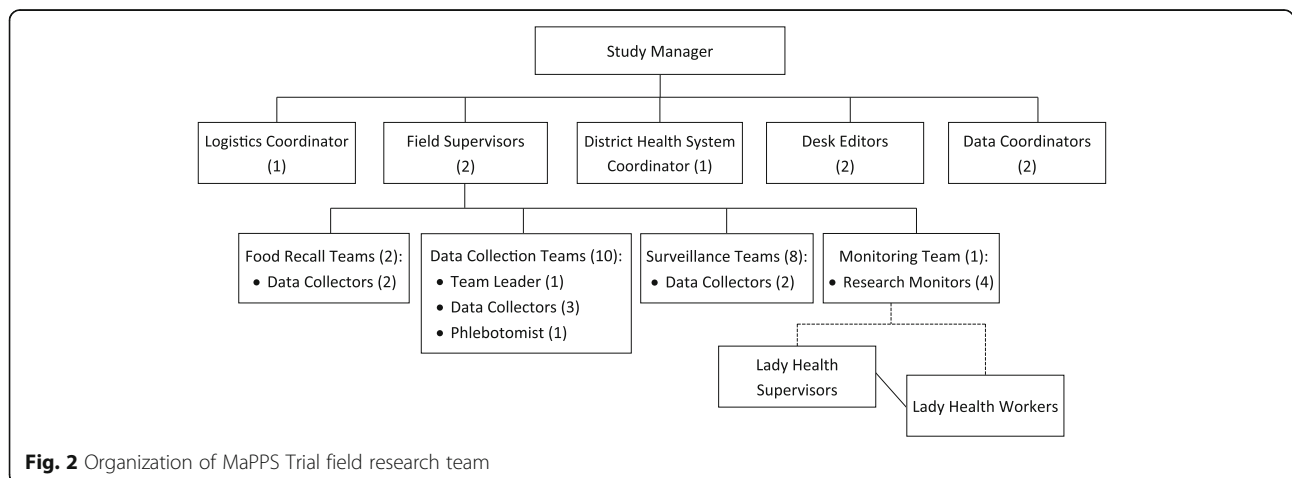 Study Manager
Logistics Coordinator
(1)
Field Supervisors
(2)
District Health System
Coordinator (1)
Desk Editors
(2)
Data Coordinators
(2)
Food Recall Teams (2):
• Data Collectors (2)
Data Collection Teams (10):
• Team Leader (1)
• Data Collectors (3)
• Phlebotomist (1)
Surveillance Teams (8):
• Data Collectors (2)
Monitoring Team (1):
• Research Monitors (4)
Lady Health
Supervisors
Lady Health Workers
Fig. 2 Organization of MaPPS Trial field research team